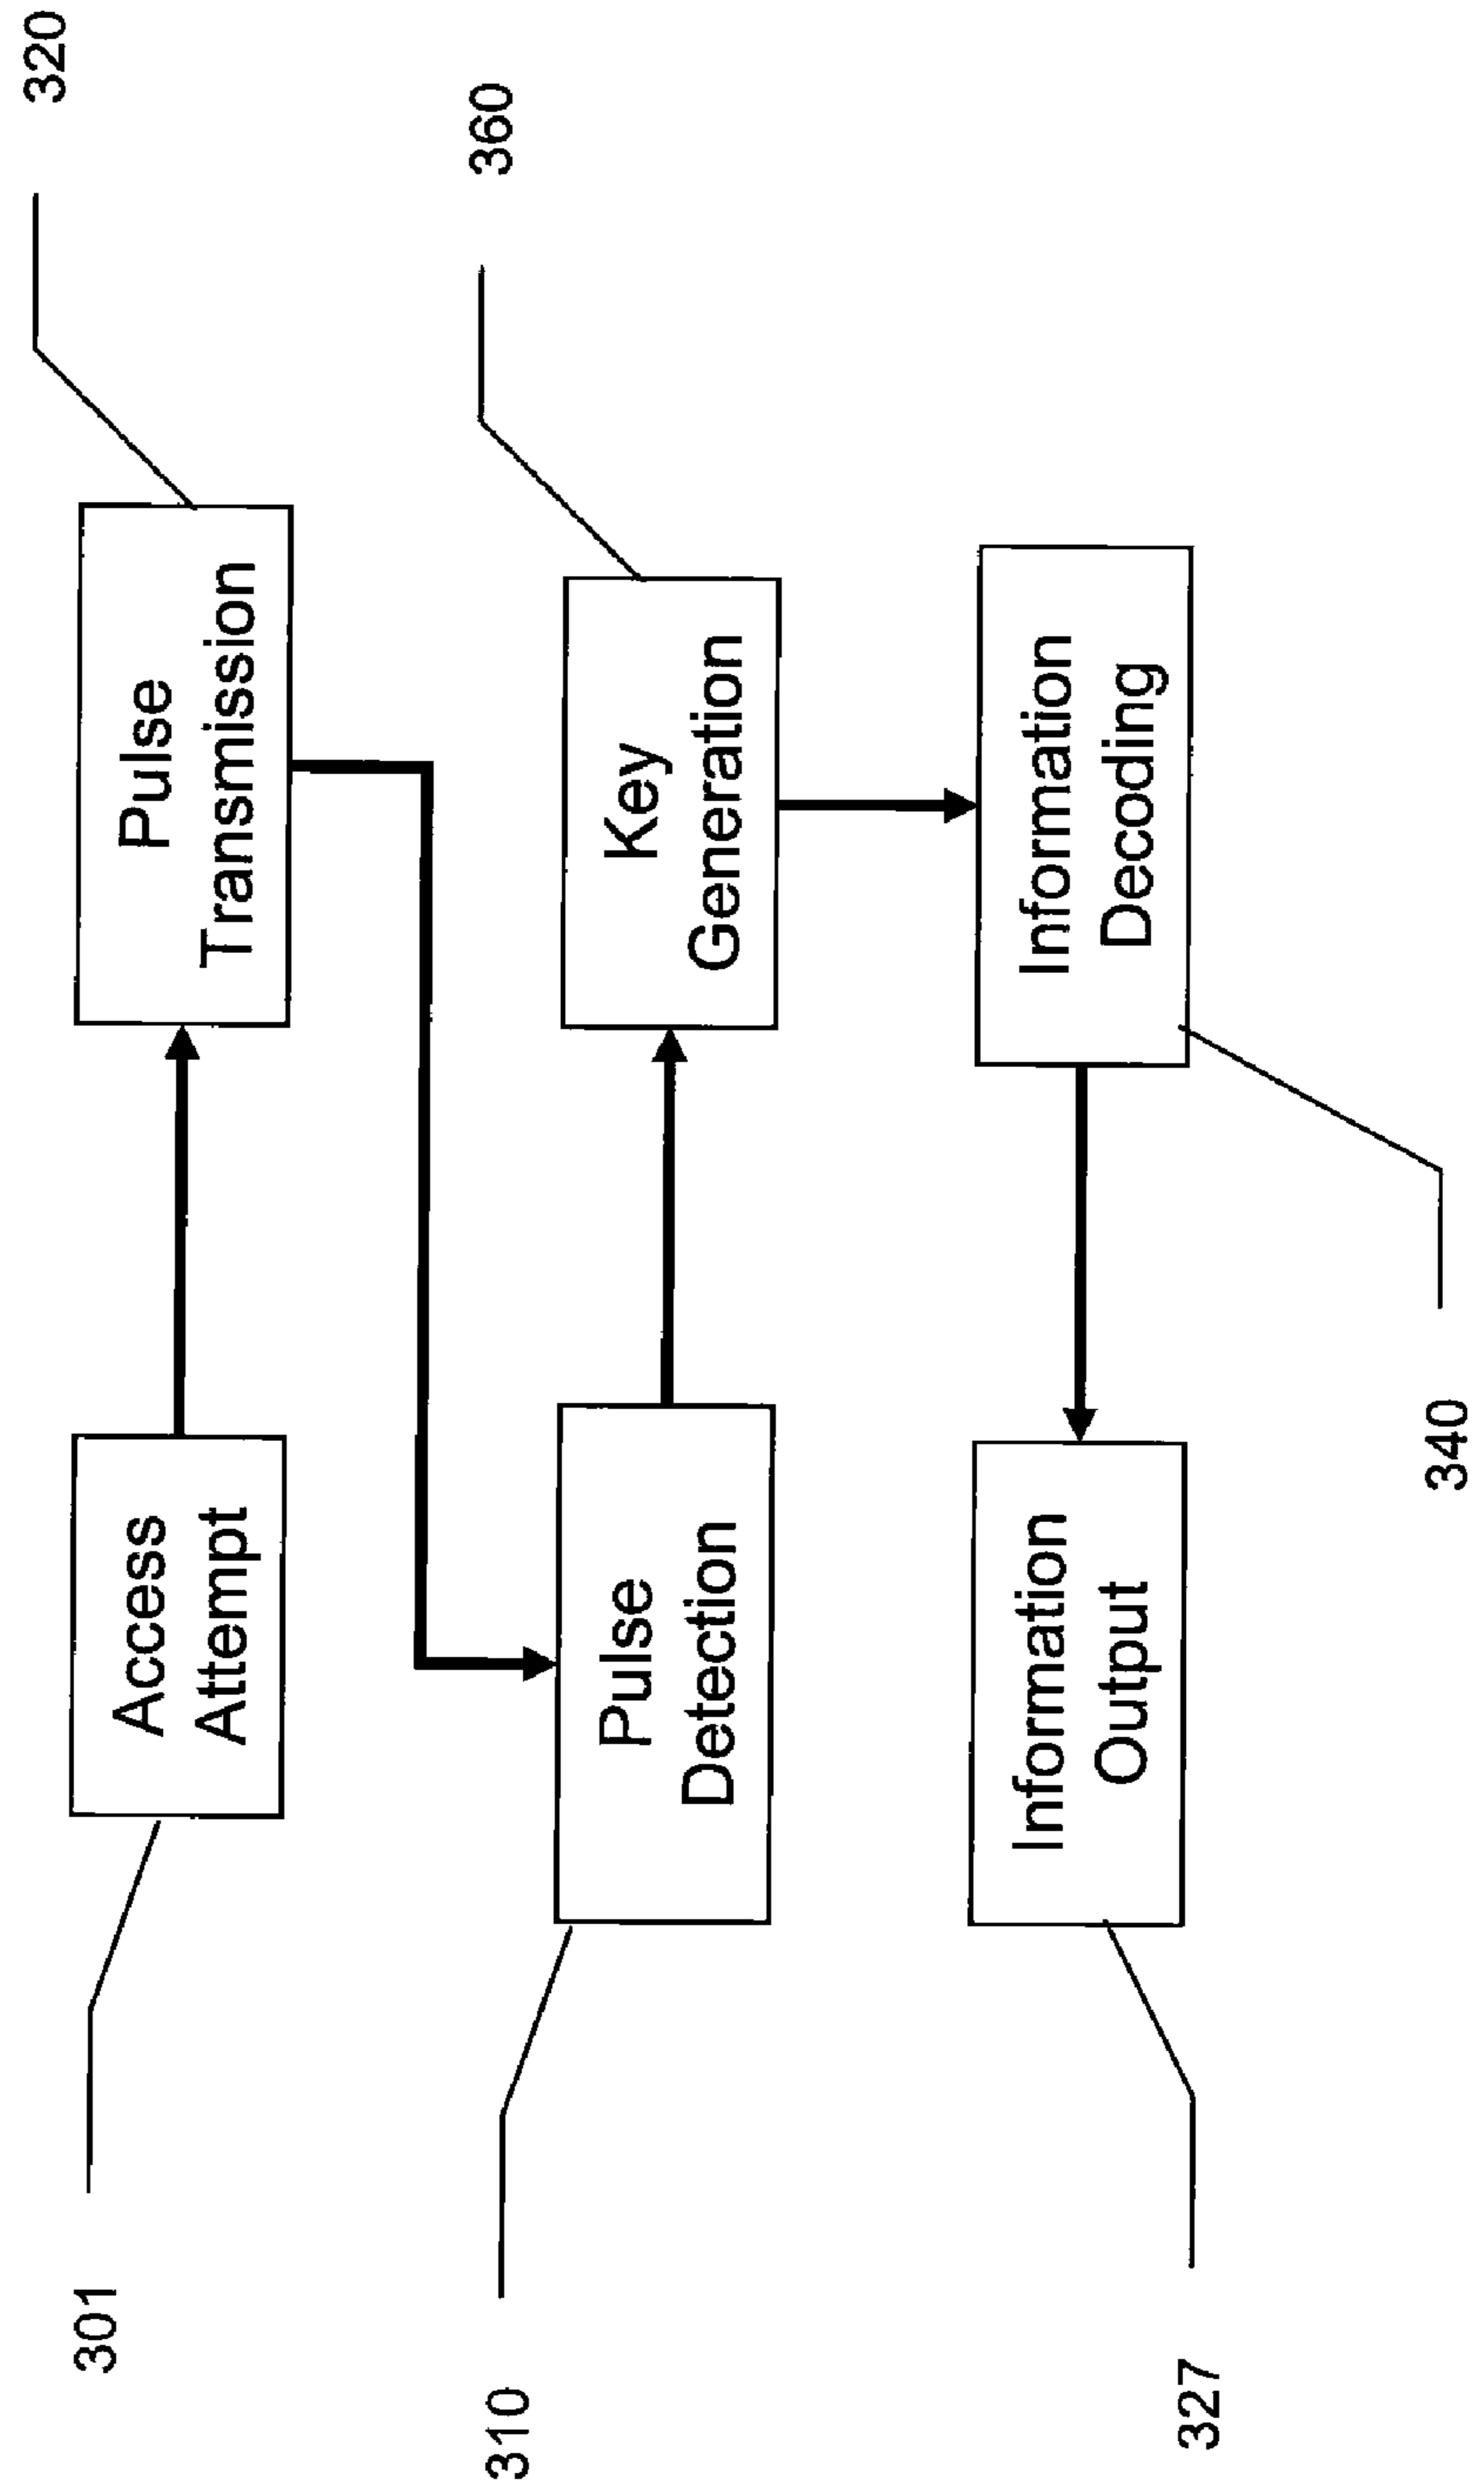 301
Access
Attempt
Pulse
Transmission
320
310
Pulse
Detection
Key
Generation
360
327
Information
Output
Information
Decoding
340